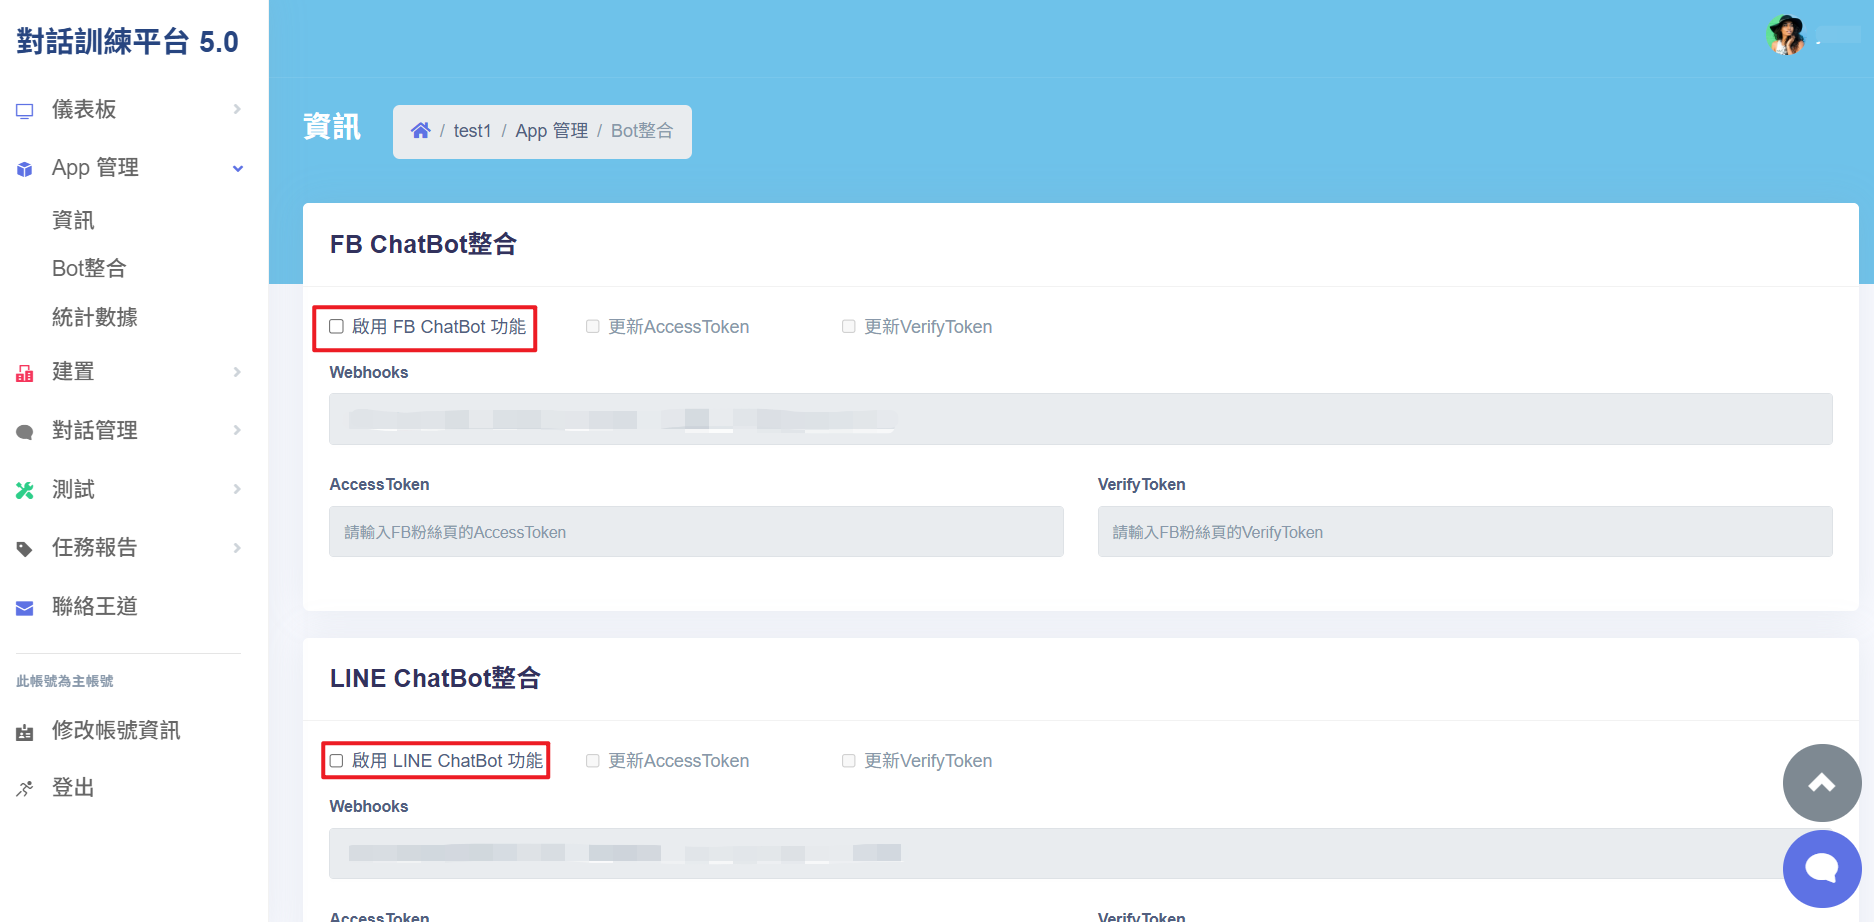 對話訓練平台 5.0
儀表板
App 管理
資訊
Bot整合
統計數據
建置
對話管理
測試
任務報告
聯絡王道
此帳號為主帳號
修改帳號資訊
登出
資訊
/ test1 / App 管理 / Bot整合
FB ChatBot整合
啟用 FB ChatBot 功能
更新AccessToken
更新VerifyToken
Webhooks
AccessToken
VerifyToken
請輸入FB粉絲頁的AccessToken
請輸入FB粉絲頁的VerifyToken
LINE ChatBot整合
啟用 LINE ChatBot 功能
更新AccessToken
更新VerifyToken
Webhooks
AccessToken
VerifyToken